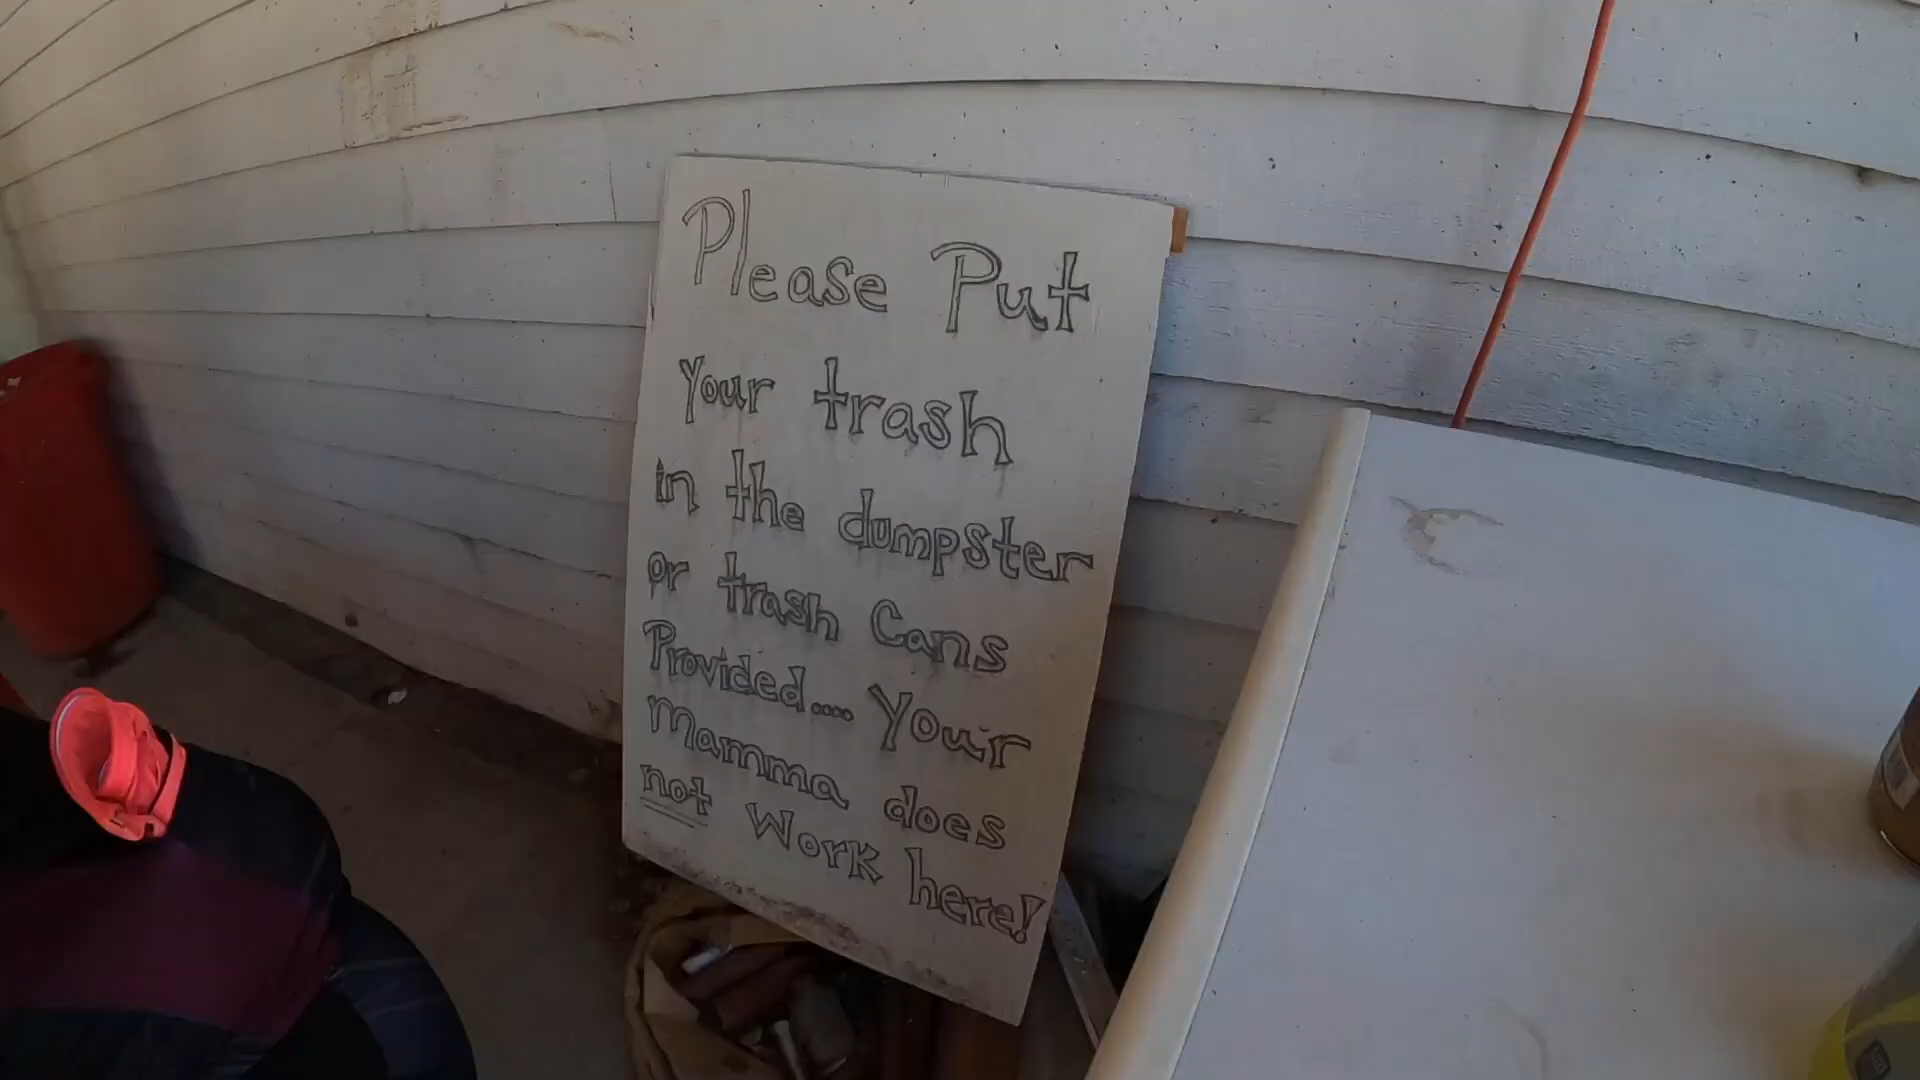 Please Put
your trash
in the dumpster
or trash Cans
Provided.... Your
Mamma does
not Work here!